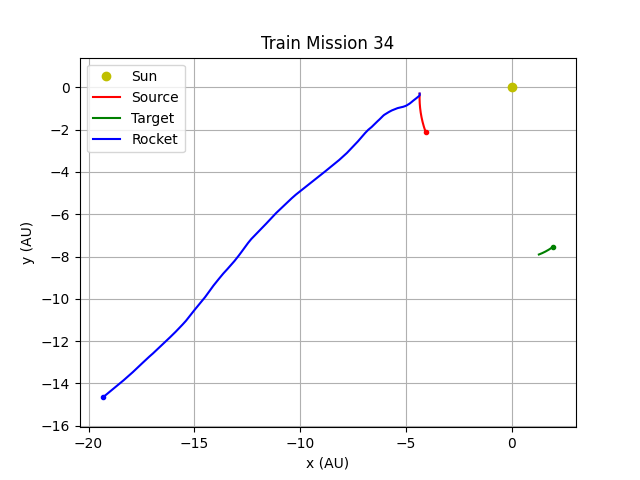 Train Mission 34
Sun
Source
Target
Rocket
0
−2
−4
−6
−8
−10
−12
−14
−16
y (AU)
−20
−15
−10
−5
0
x (AU)